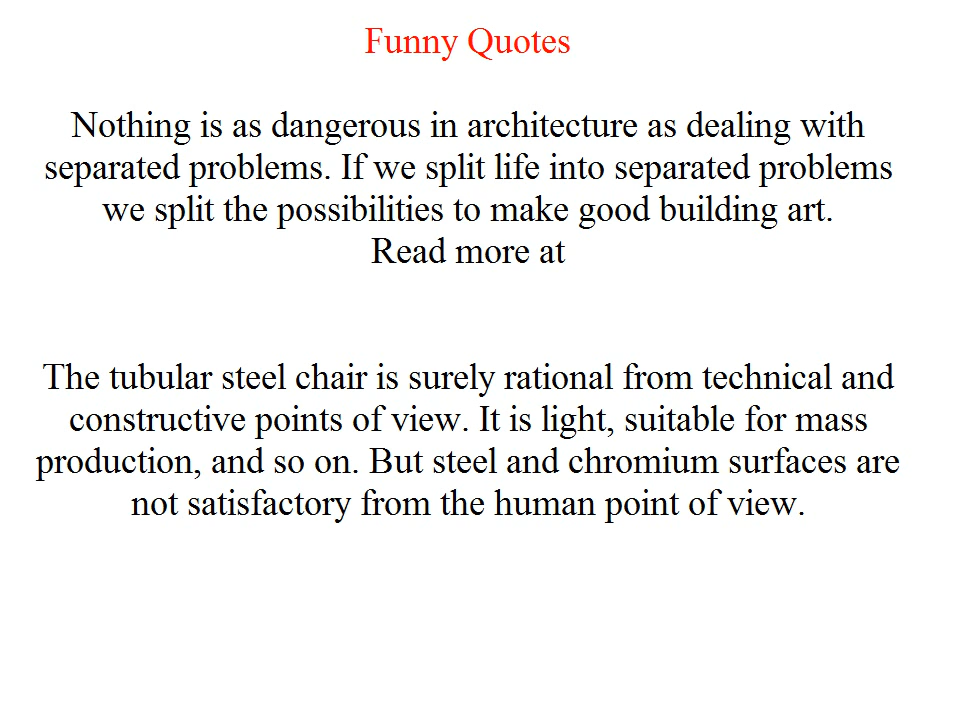 Funny Quotes
Nothing is as dangerous in architecture as dealing with
separated problems. If we split life into separated problems
we split the possibilities to make good building art.
Read more at
The tubular steel chair is surely rational from technical and
constructive points of view. It is light, suitable for mass
production, and so on. But steel and chromium surfaces are
not satisfactory from the human point of view.